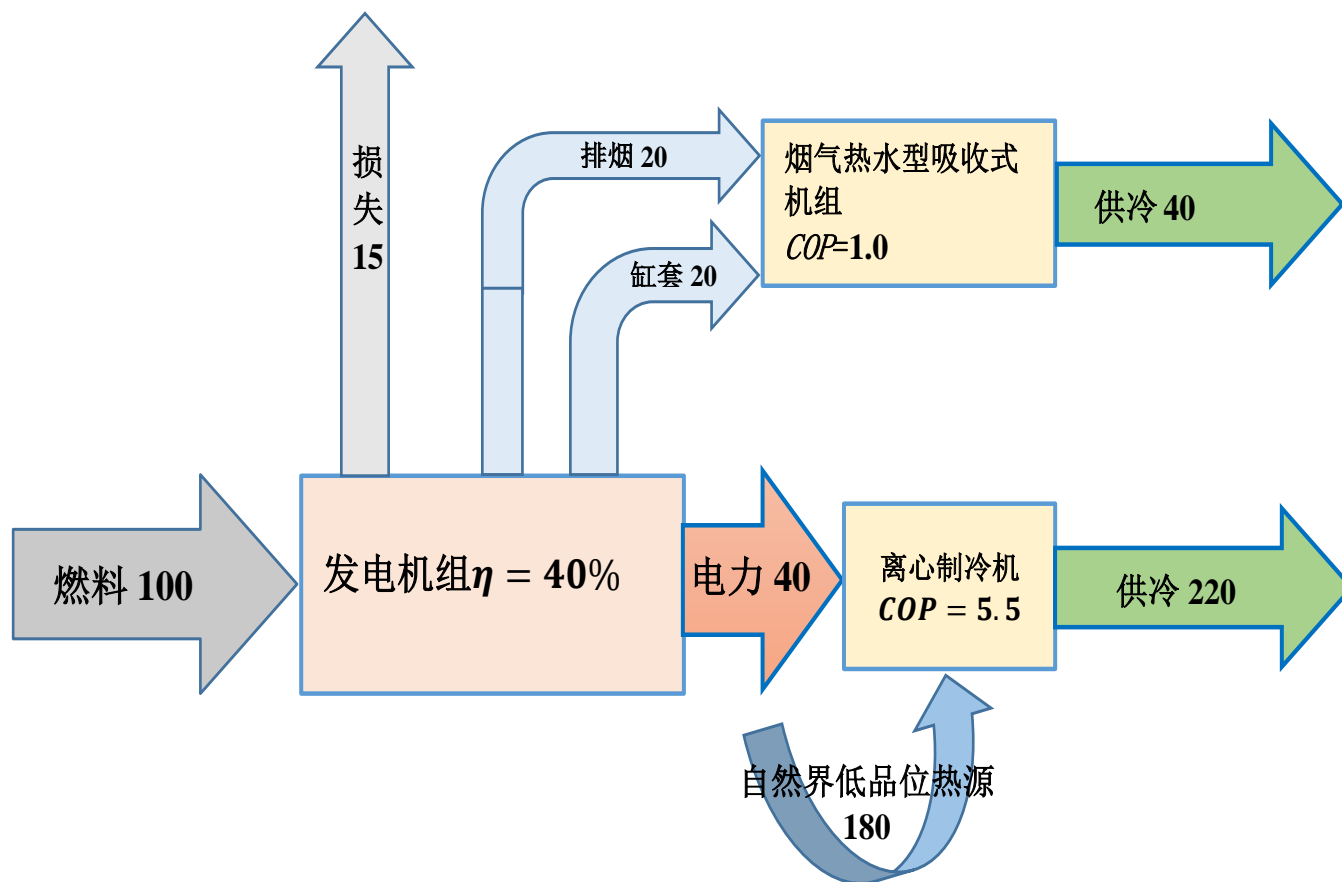 损
失
15
排烟 20
缸套 20
烟气热水型吸收式
机组
COP=1.0
供冷 40
燃料 100
发电机组η = 40%
电力 40
离心制冷机
COP = 5.5
供冷 220
自然界低品位热源
180